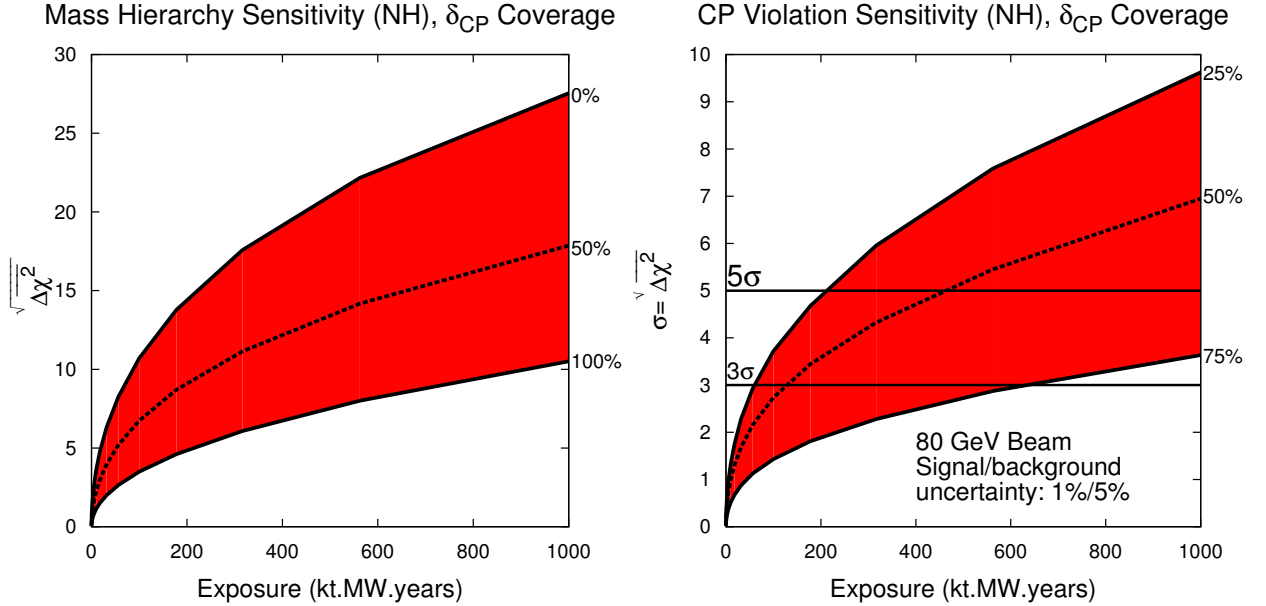 Mass Hierarchy Sensitivity (NH), δCP Coverage
30
25
20
15
10
5
0
√Δχ²
0%
50%
100%
0 200 400 600 800 1000
Exposure (kt.MW.years)
CP Violation Sensitivity (NH), δCP Coverage
10
9
8
7
6
5
4
3
2
1
0
σ=√Δχ²
25%
50%
75%
5σ
3σ
80 GeV Beam
Signal/background
uncertainty: 1%/5%
0 200 400 600 800 1000
Exposure (kt.MW.years)